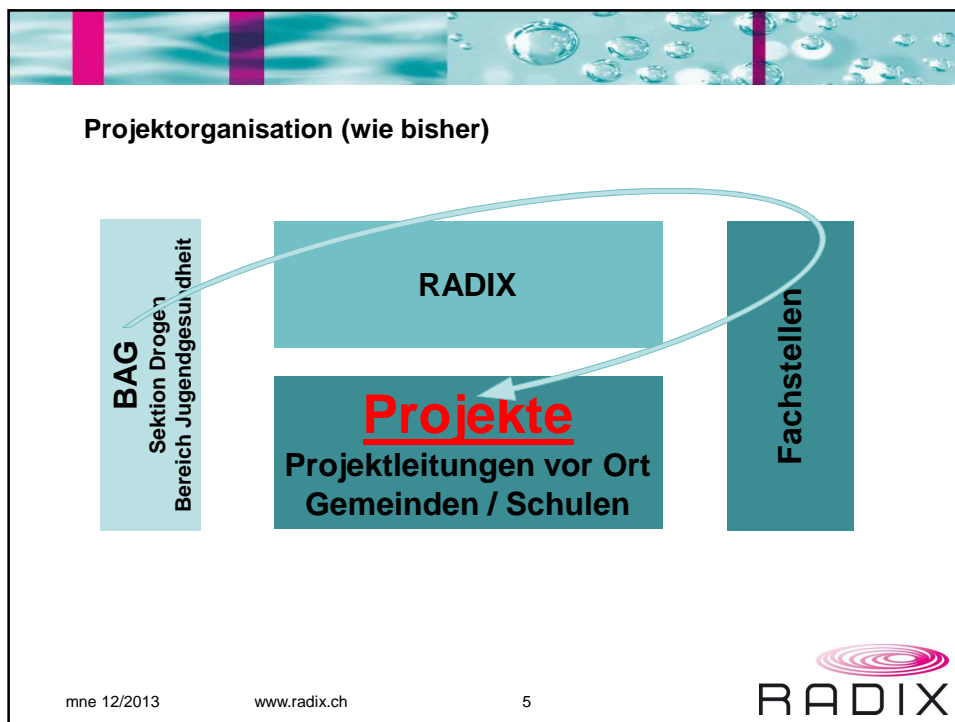 Projektorganisation (wie bisher)
BAG
Sektion Drogen
Bereich Jugendgesundheit
RADIX
Projekte
Projektleitungen vor Ort
Gemeinden / Schulen
Fachstellen
mne 12/2013 www.radix.ch 5
RADIX